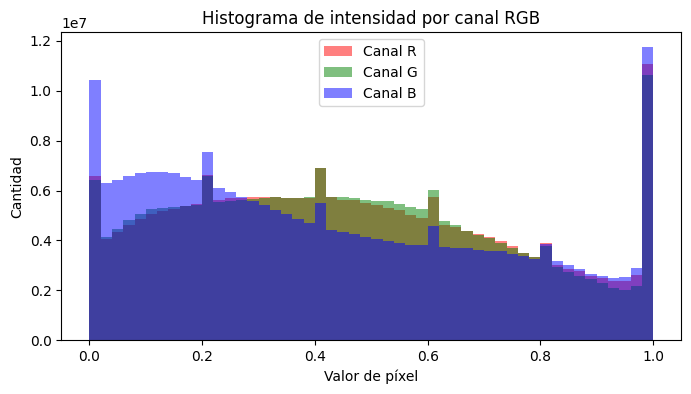 Histograma de intensidad por canal RGB
1e7
Canal R
Canal G
Canal B
1.2
1.0
0.8
0.6
0.4
0.2
0.0
Cantidad
0.0 0.2 0.4 0.6 0.8 1.0
Valor de píxel